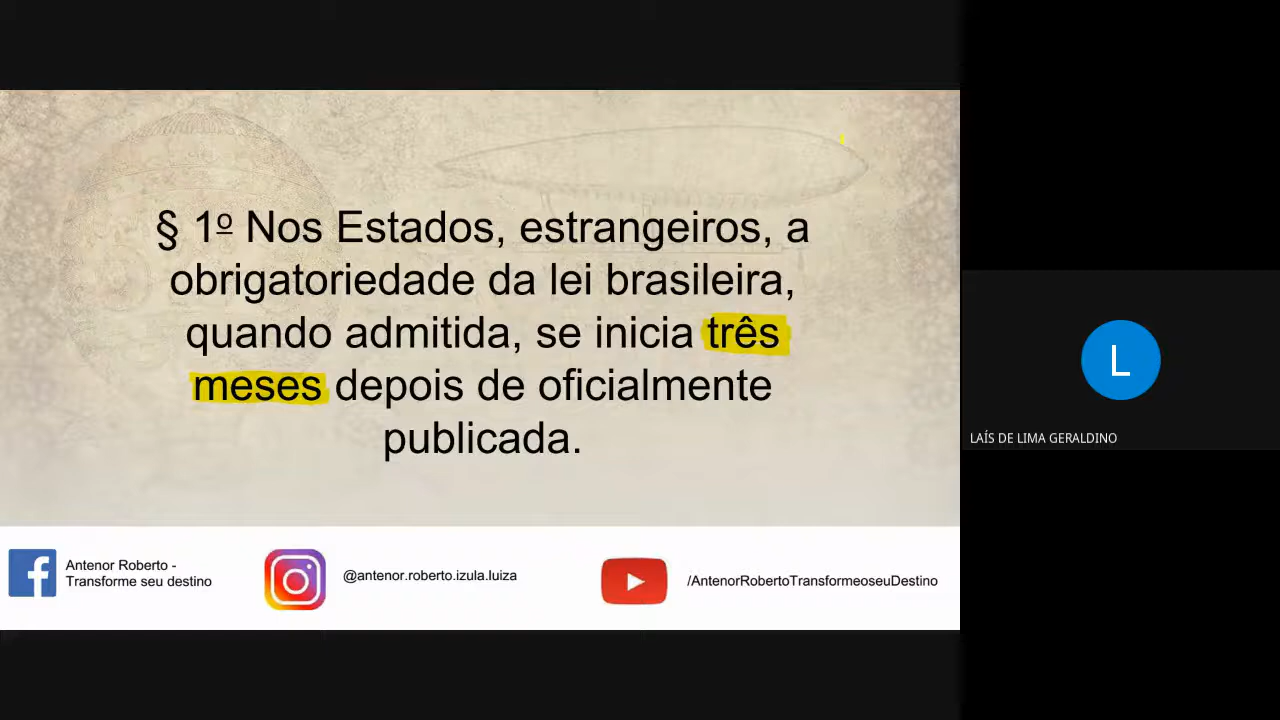 § 1º Nos Estados, estrangeiros, a
obrigatoriedade da lei brasileira,
quando admitida, se inicia três
meses depois de oficialmente
publicada.
L
LAÍS DE LIMA GERALDINO
Antenor Roberto -
Transforme seu destino
@antenor.roberto.izula.luiza
/AntenorRobertoTransformeoseuDestino